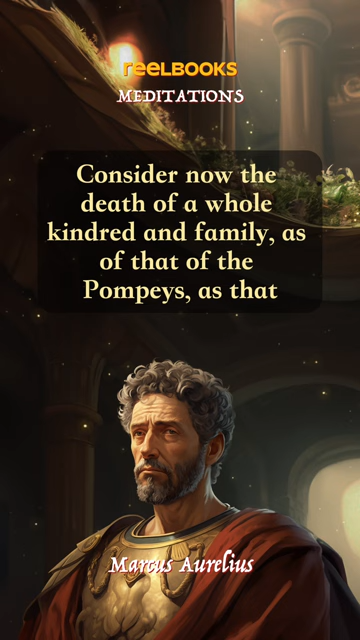 reelBOOKS
MEDITATIONS
Consider now the
death of a whole
kindred and family, as
of that of the
Pompeys, as that
Marcus Aurelius